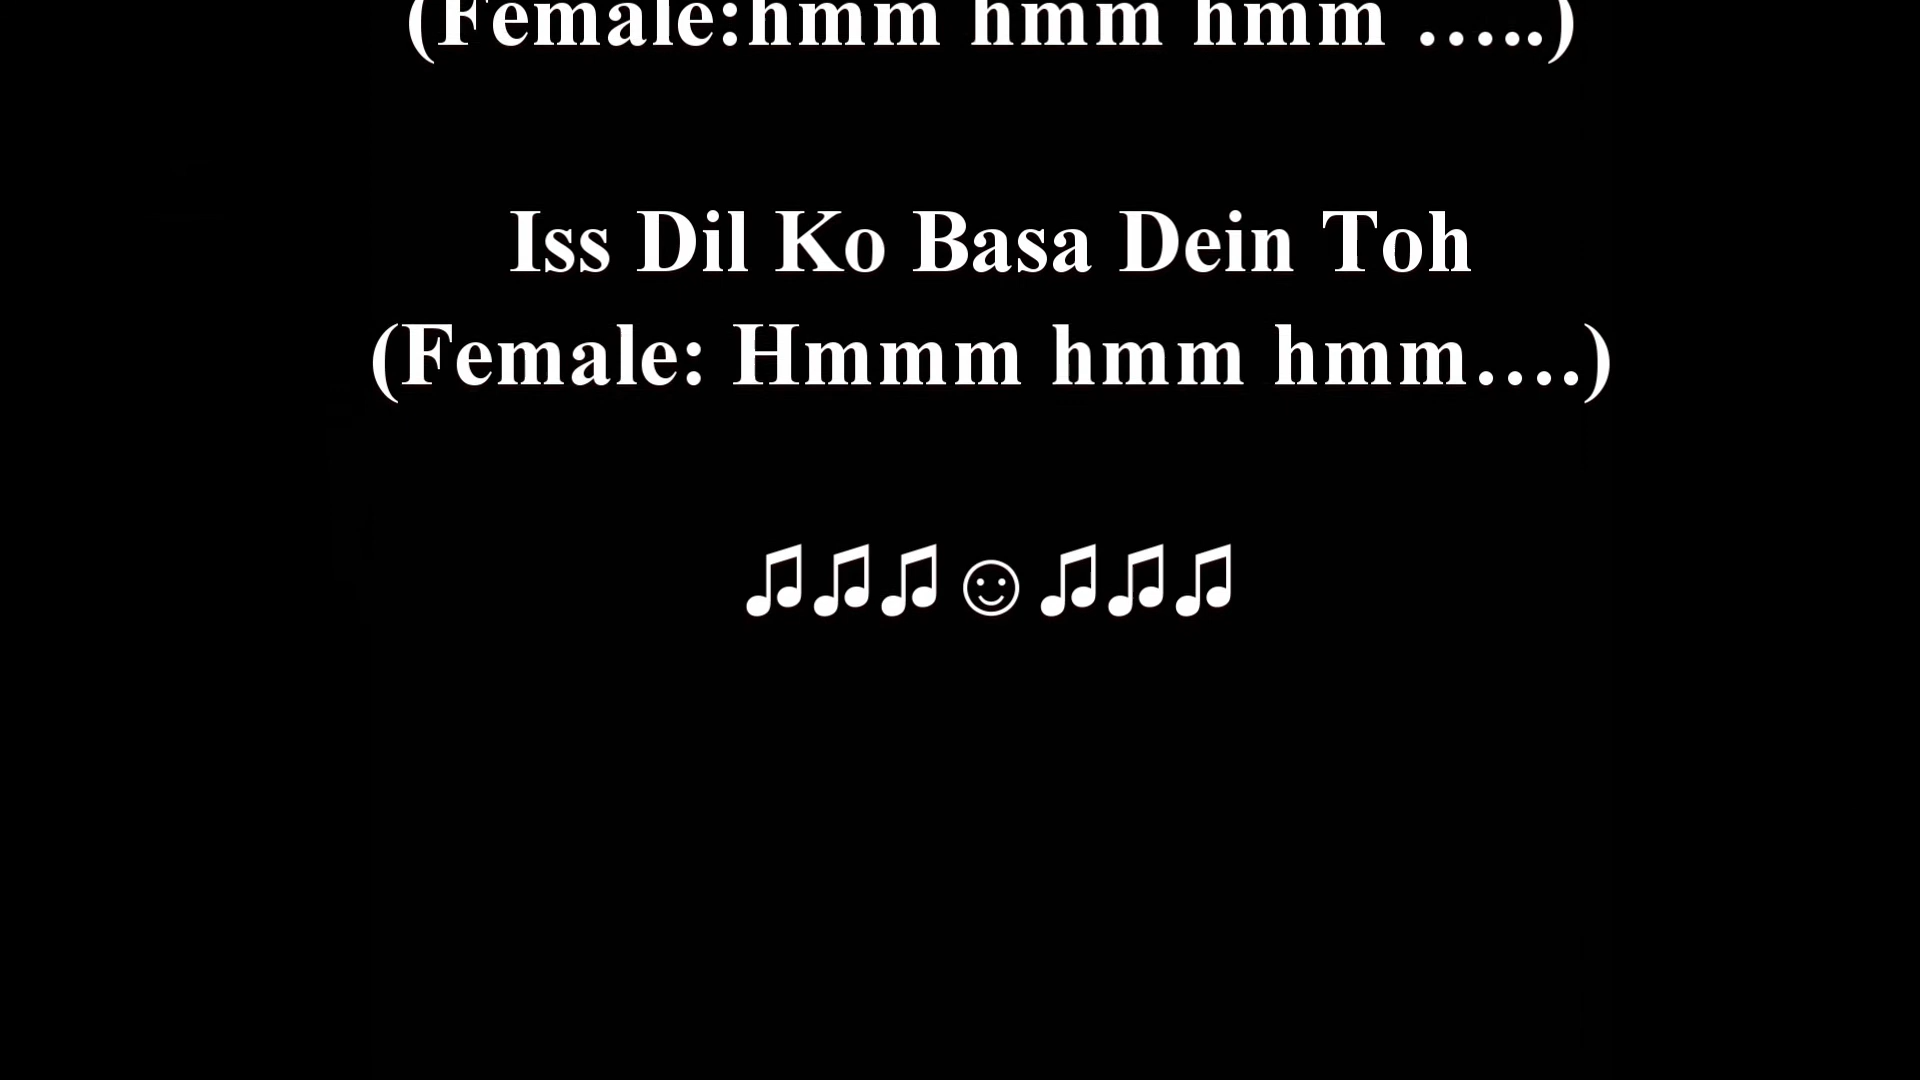 (Female:hmm hmm hmm …..)
Iss Dil Ko Basa Dein Toh
(Female: Hmmm hmm hmm….)
♫♫♫☺♫♫♫